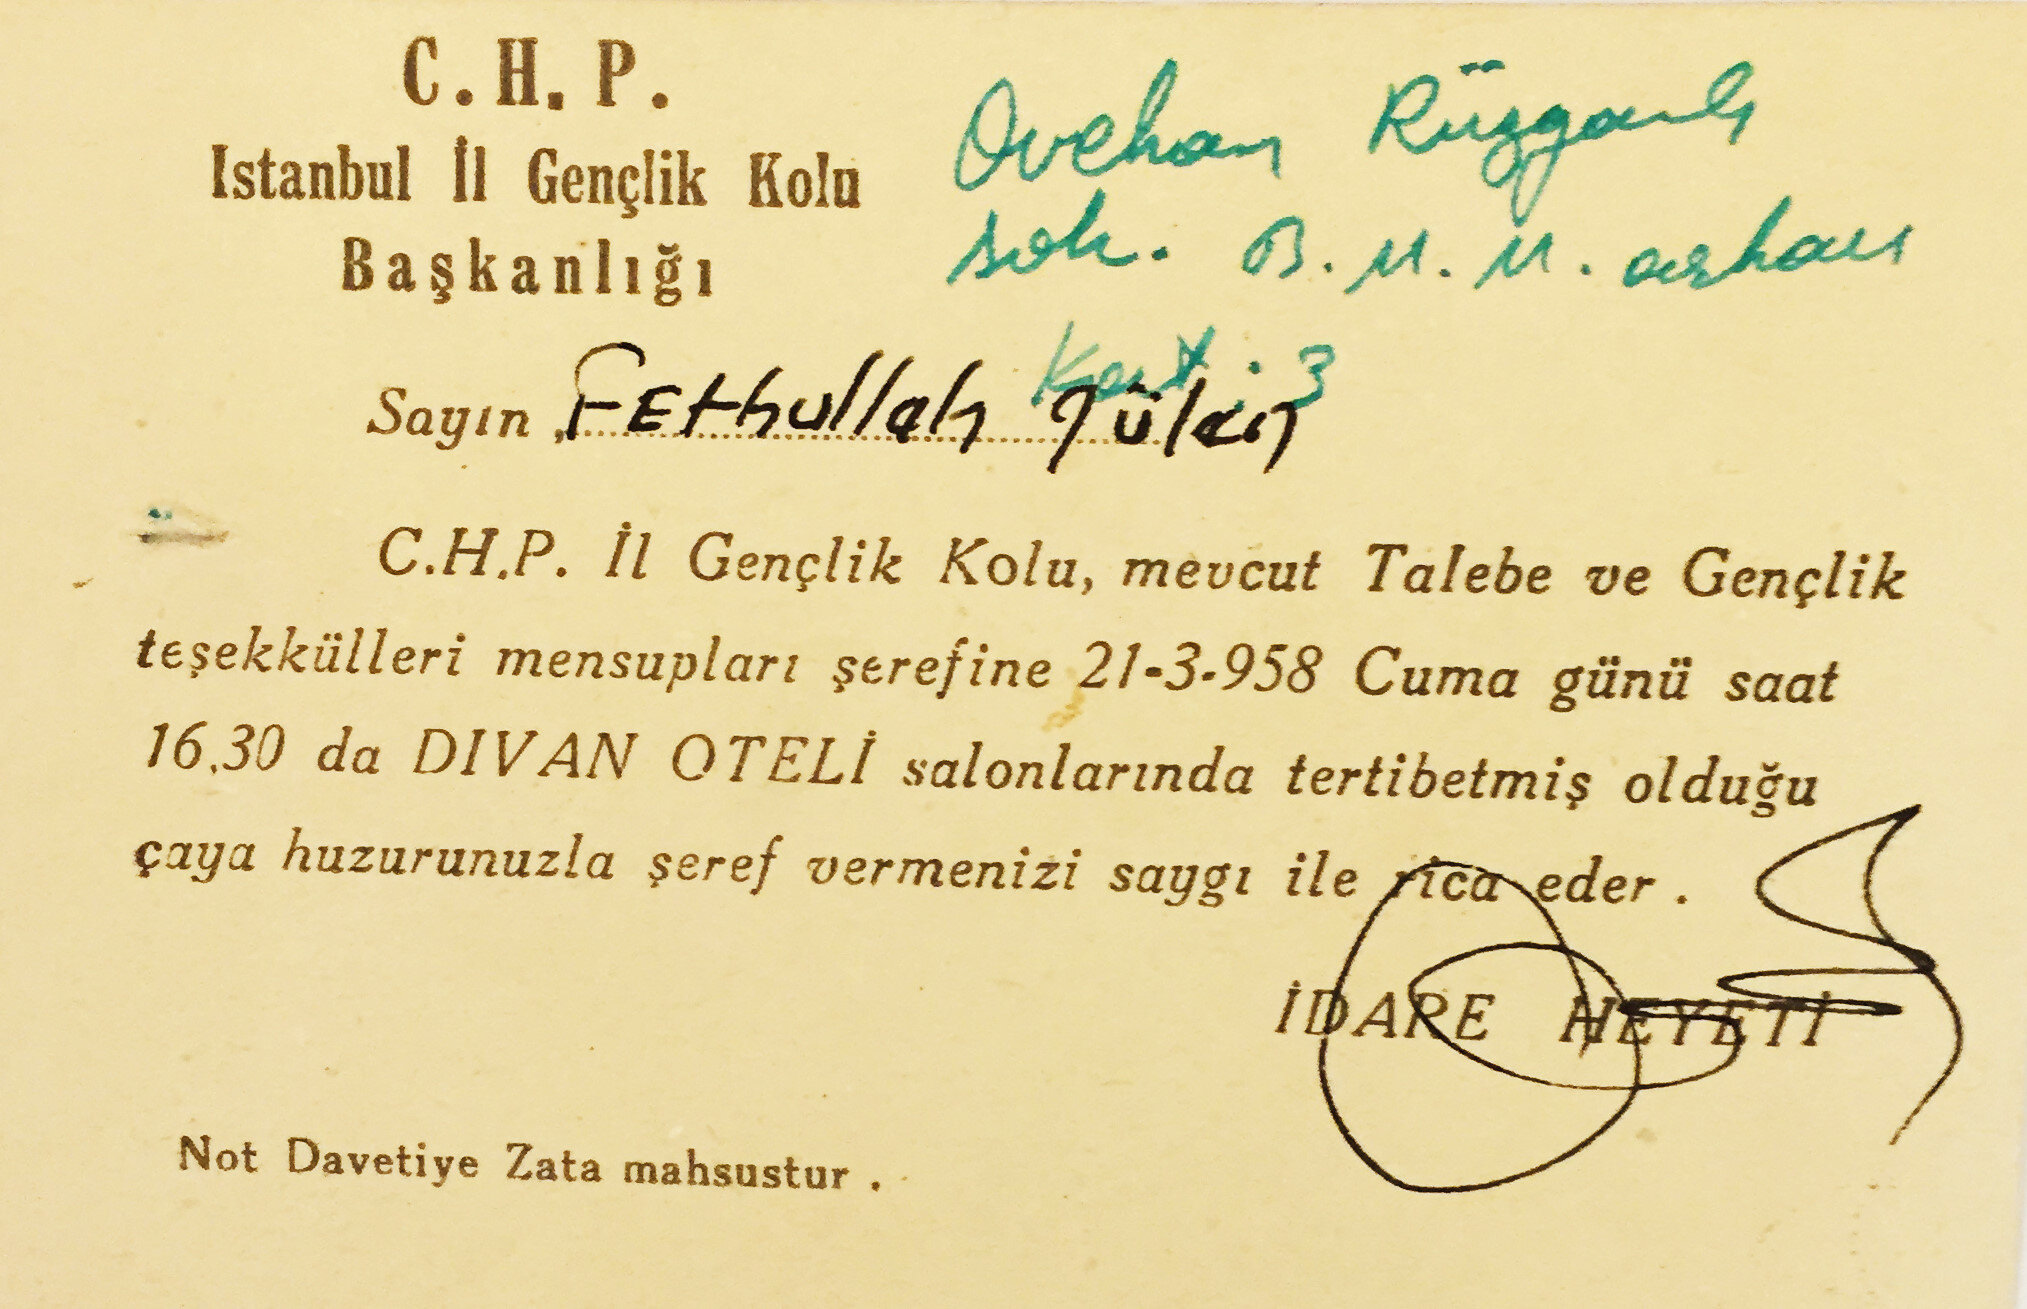 C.H.P.
Istanbul İl Gençlik Kolu
Başkanlığı
Ovehan Rüzganlı
sok. B.M.M. arkası
Kat: 3
Sayın Fethullah Gülen
C.H.P. İl Gençlik Kolu, mevcut Talebe ve Gençlik
teşekkülleri mensupları şerefine 21-3-958 Cuma günü saat
16.30 da DIVAN OTELİ salonlarında tertibetmiş olduğu
çaya huzurunuzla şeref vermenizi saygı ile rica eder.
İDARE HEYETİ
Not Davetiye Zata mahsustur.